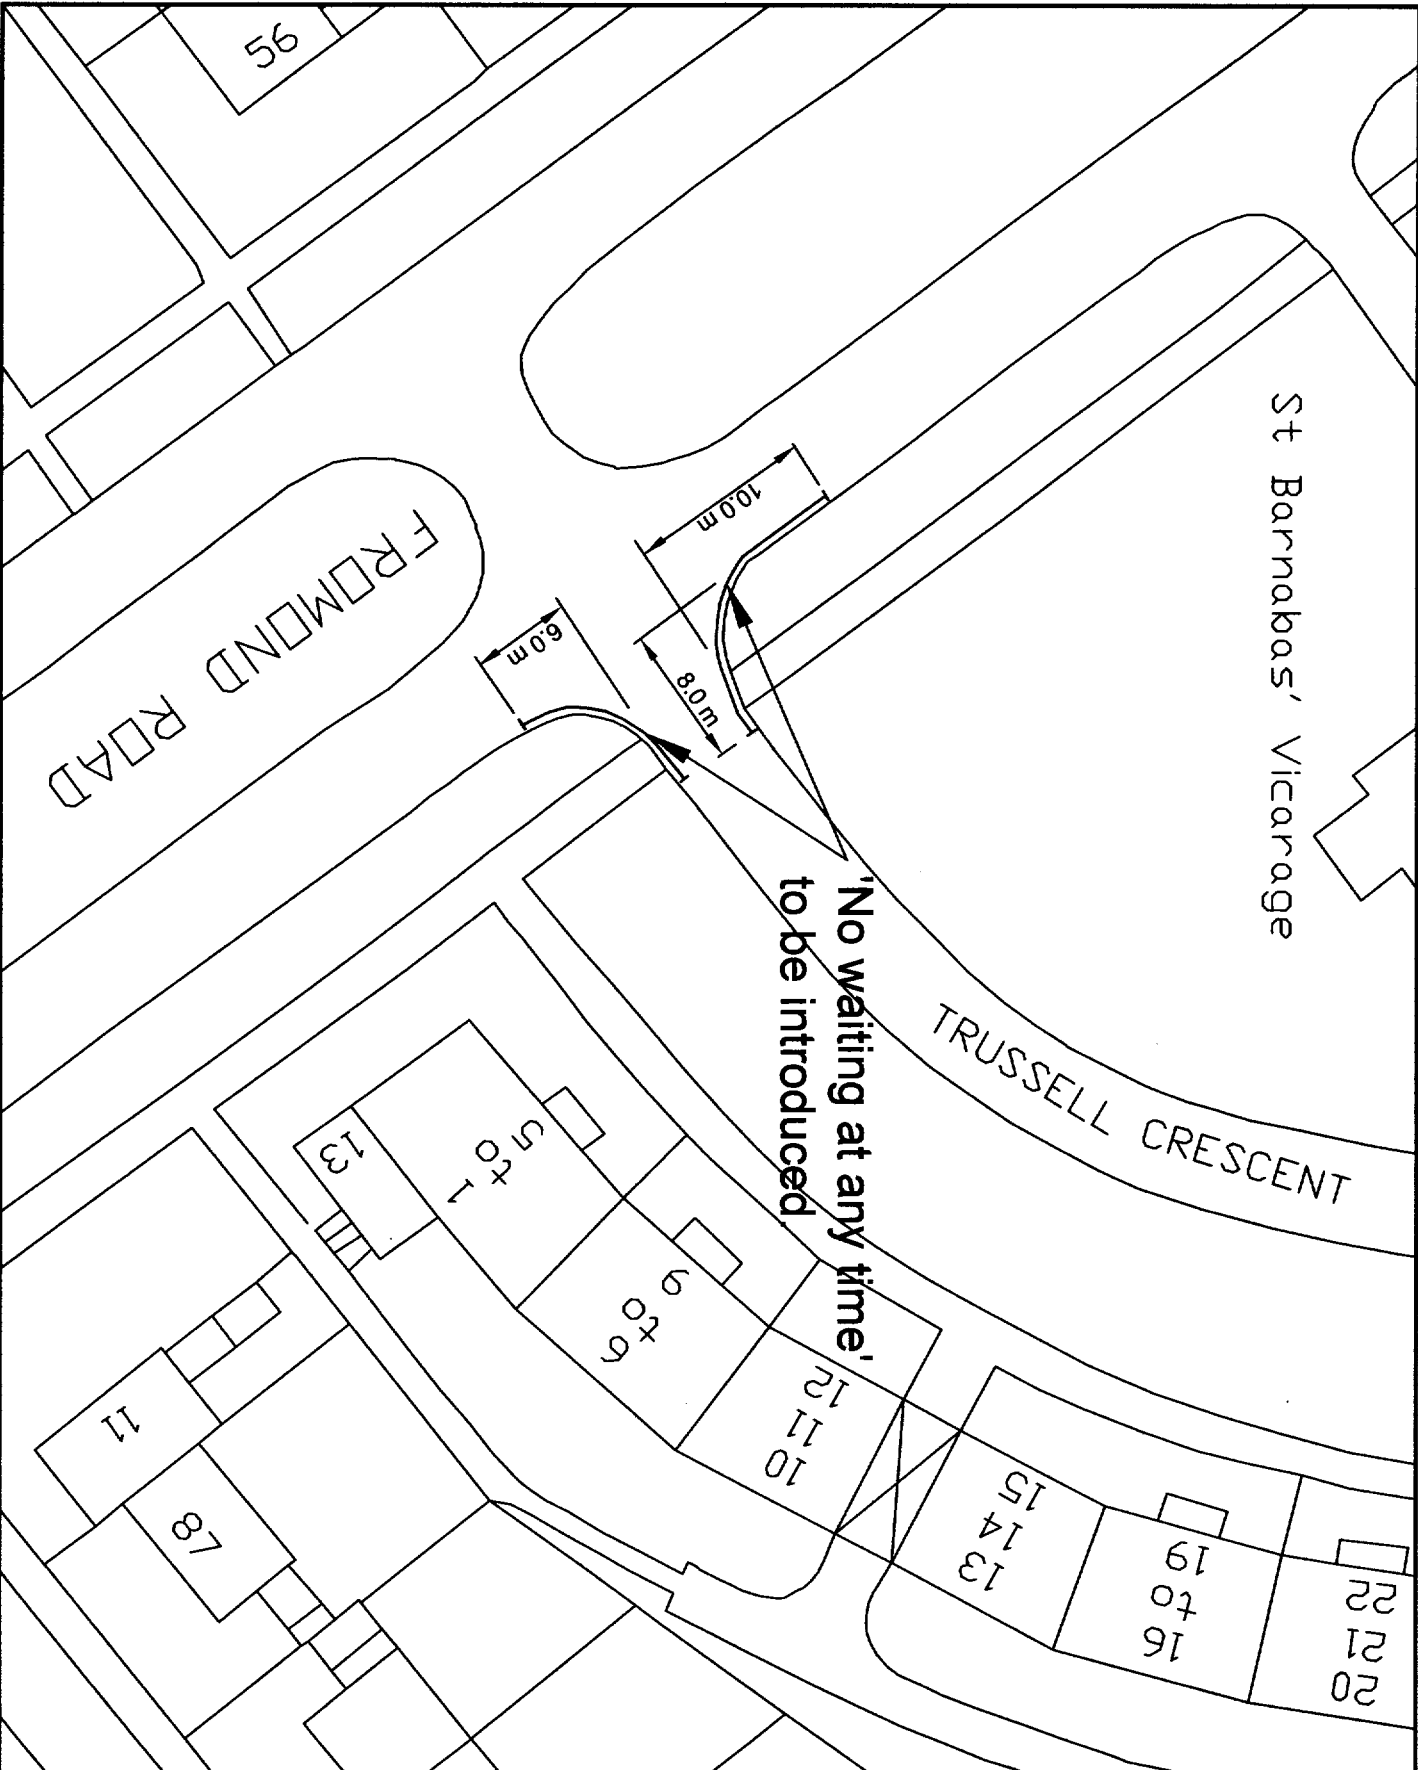 56
St Barnabas' Vicarage
10.0 m
8.0 m
6.0 m
FROMOND ROAD
'No waiting at any time'
to be introduced
TRUSSELL CRESCENT
1
to
5
13
6
to
9
10
11
12
13
14
15
16
to
19
20
21
22
11
87